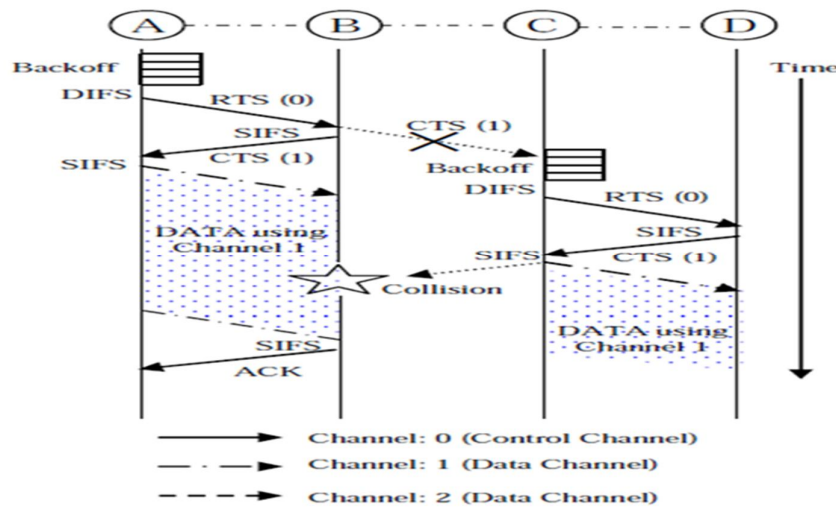 A B C D
Backoff Time
DIFS RTS (0)
SIFS CTS (1)
SIFS CTS (1) Backoff
DIFS RTS (0)
DATA using SIFS
Channel 1 SIFS CTS (1)
Collision
DATA using
SIFS Channel 1
ACK
Channel: 0 (Control Channel)
Channel: 1 (Data Channel)
Channel: 2 (Data Channel)